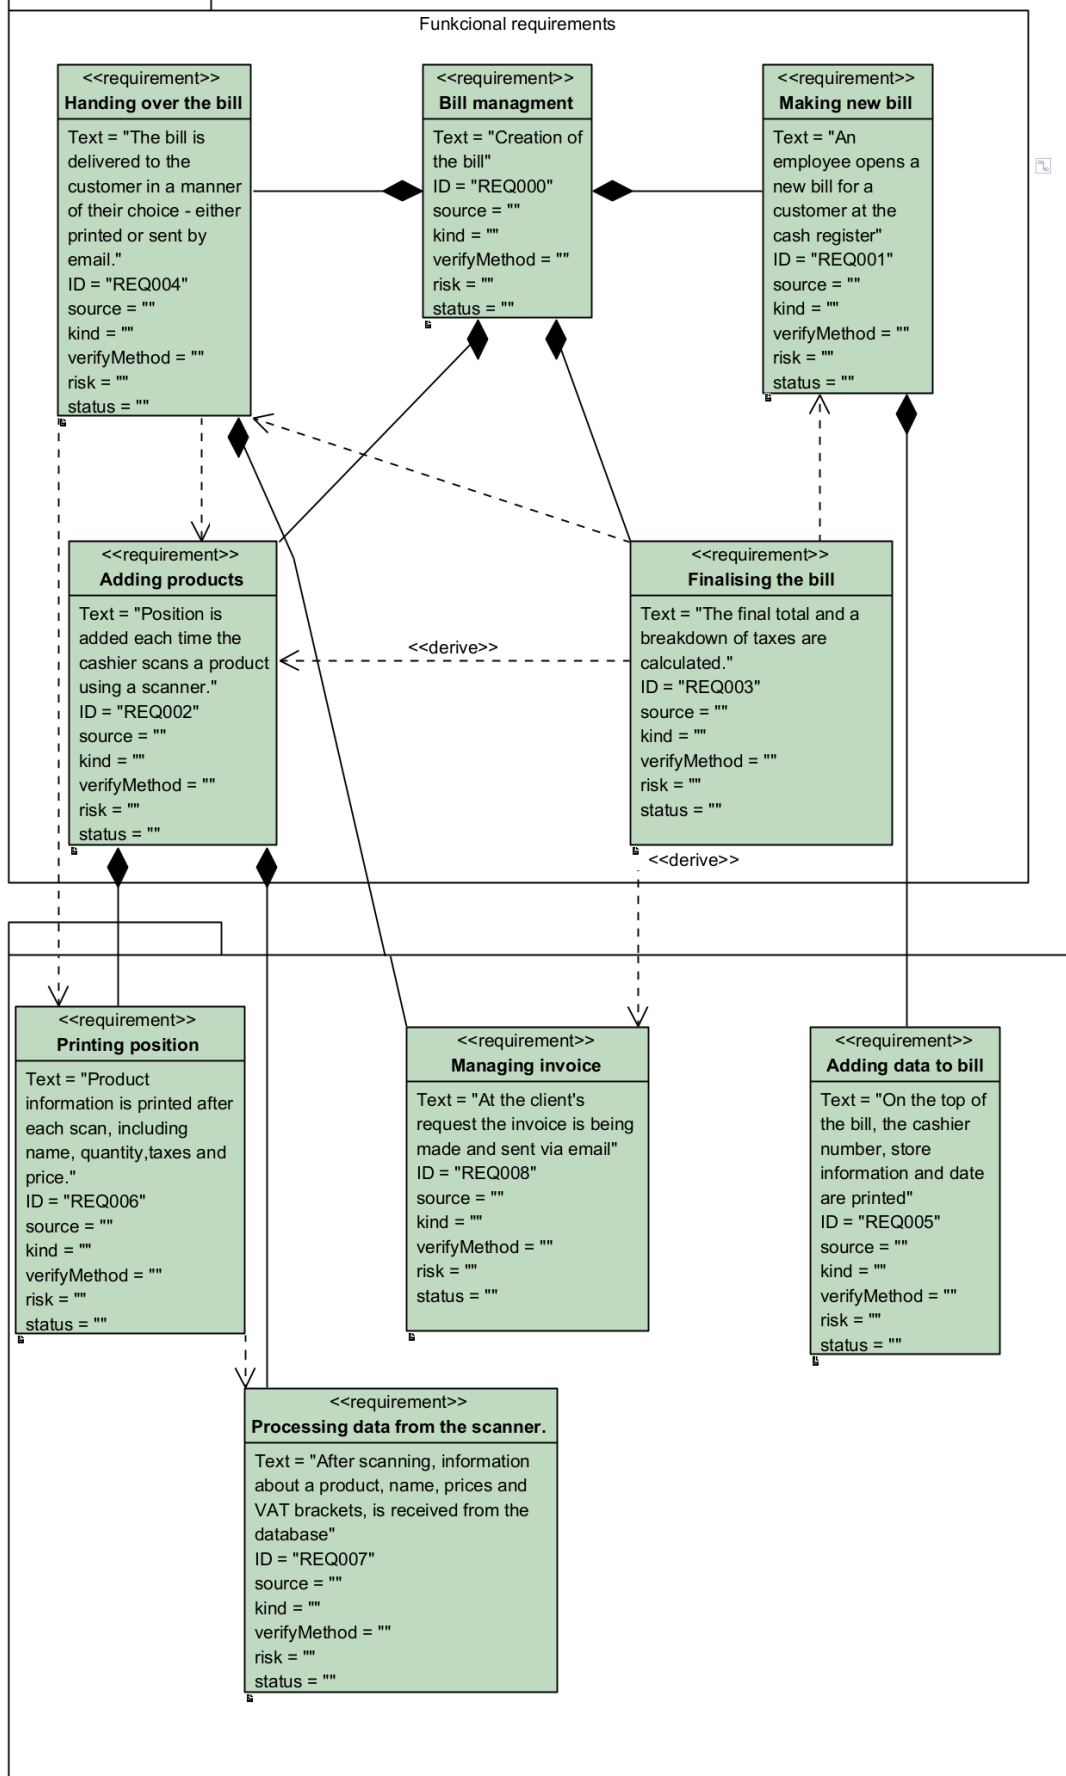 Funkcional requirements
<<requirement>>
Handing over the bill
Text = "The bill is
delivered to the
customer in a manner
of their choice - either
printed or sent by
email."
ID = "REQ004"
source = ""
kind = ""
verifyMethod = ""
risk = ""
status = ""
<<requirement>>
Bill managment
Text = "Creation of
the bill"
ID = "REQ000"
source = ""
kind = ""
verifyMethod = ""
risk = ""
status = ""
<<requirement>>
Making new bill
Text = "An
employee opens a
new bill for a
customer at the
cash register"
ID = "REQ001"
source = ""
kind = ""
verifyMethod = ""
risk = ""
status = ""
<<requirement>>
Adding products
Text = "Position is
added each time the
cashier scans a product
using a scanner."
ID = "REQ002"
source = ""
kind = ""
verifyMethod = ""
risk = ""
status = ""
<<derive>>
<<requirement>>
Finalising the bill
Text = "The final total and a
breakdown of taxes are
calculated."
ID = "REQ003"
source = ""
kind = ""
verifyMethod = ""
risk = ""
status = ""
<<derive>>
<<requirement>>
Printing position
Text = "Product
information is printed after
each scan, including
name, quantity,taxes and
price."
ID = "REQ006"
source = ""
kind = ""
verifyMethod = ""
risk = ""
status = ""
<<requirement>>
Managing invoice
Text = "At the client's
request the invoice is being
made and sent via email"
ID = "REQ008"
source = ""
kind = ""
verifyMethod = ""
risk = ""
status = ""
<<requirement>>
Adding data to bill
Text = "On the top of
the bill, the cashier
number, store
information and date
are printed"
ID = "REQ005"
source = ""
kind = ""
verifyMethod = ""
risk = ""
status = ""
<<requirement>>
Processing data from the scanner.
Text = "After scanning, information
about a product, name, prices and
VAT brackets, is received from the
database"
ID = "REQ007"
source = ""
kind = ""
verifyMethod = ""
risk = ""
status = ""